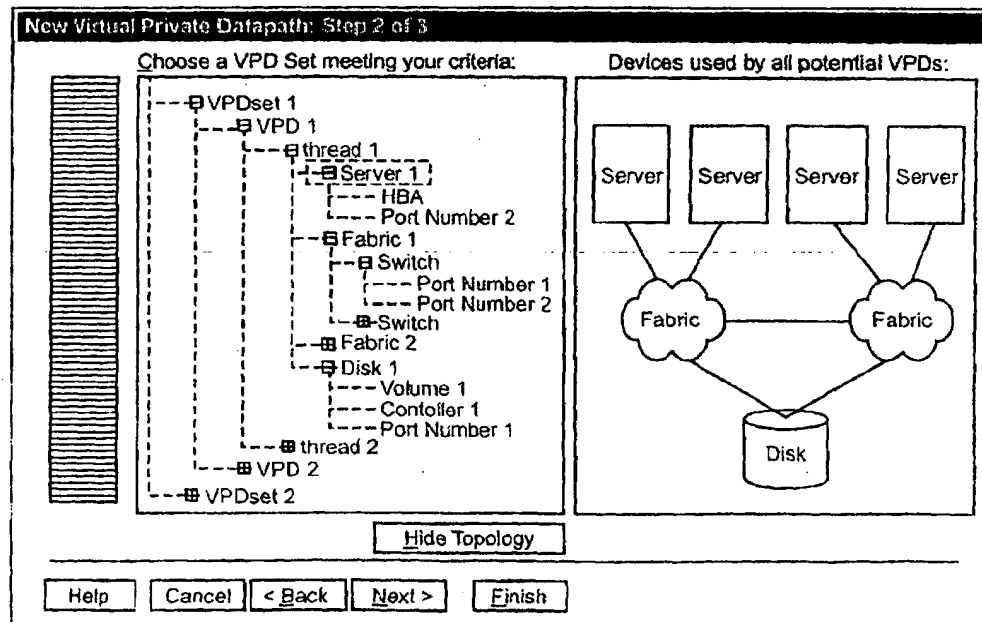 New Virtual Private Datapath: Step 2 of 3
Choose a VPD Set meeting your criteria:
VPDset 1
VPD 1
thread 1
Server 1
HBA
Port Number 2
Fabric 1
Switch
Port Number 1
Port Number 2
Switch
Fabric 2
Disk 1
Volume 1
Contoller 1
Port Number 1
thread 2
VPD 2
VPDset 2
Devices used by all potential VPDs:
Server Server Server Server
Fabric Fabric
Disk
Hide Topology
Help Cancel < Back Next > Finish